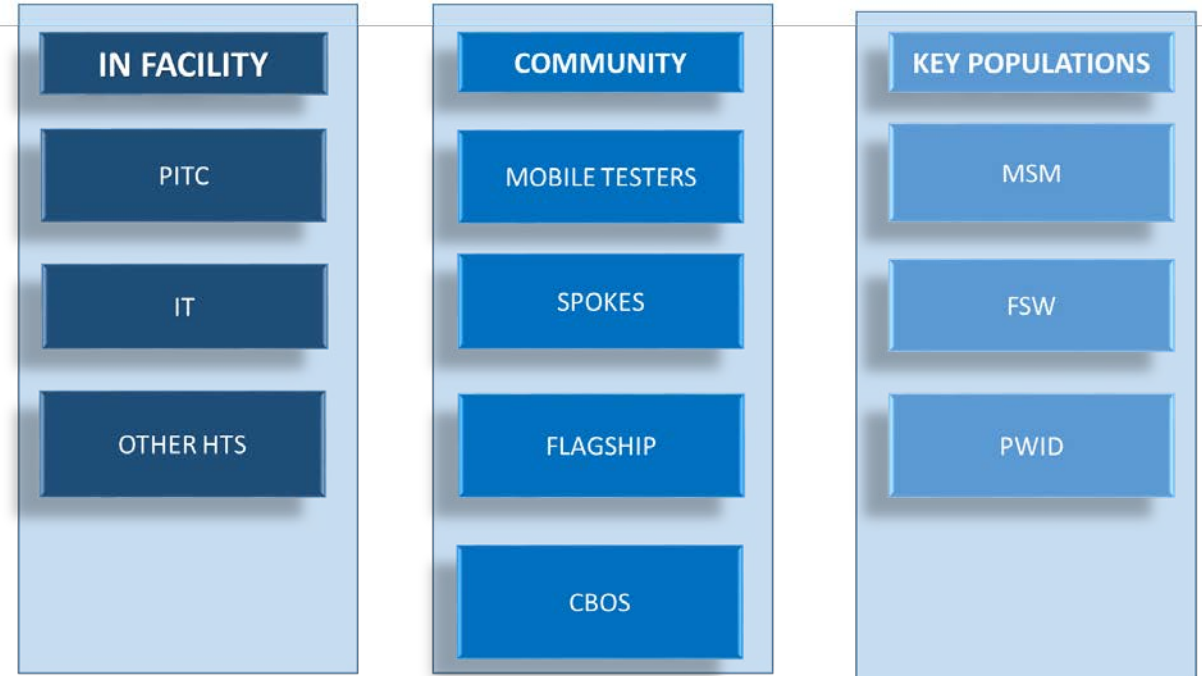 IN FACILITY
PITC
IT
OTHER HTS
COMMUNITY
MOBILE TESTERS
SPOKES
FLAGSHIP
CBOS
KEY POPULATIONS
MSM
FSW
PWID